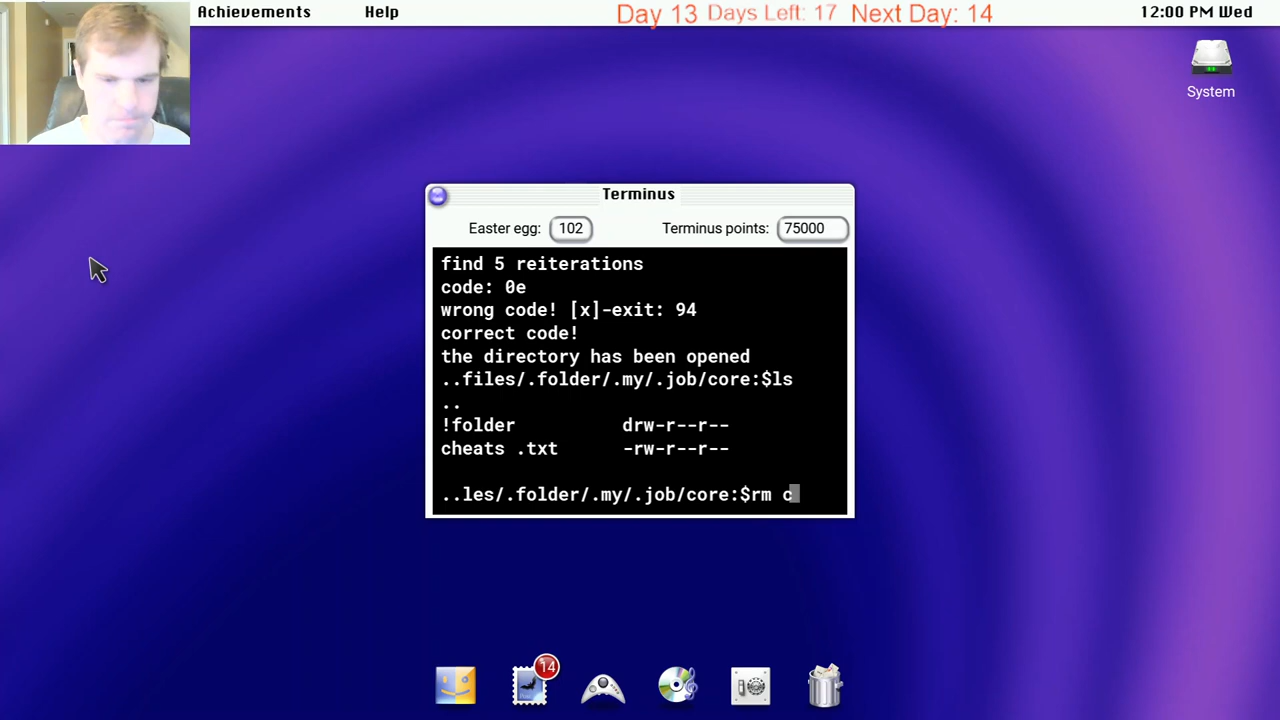 Achievements Help Day 13 Days Left: 17 Next Day: 14 12:00 PM Wed
System
Terminus
Easter egg: 102 Terminus points: 75000
find 5 reiterations
code: 0e
wrong code! [x]-exit: 94
correct code!
the directory has been opened
..files/.folder/.my/.job/core:$ls
..
!folder drw-r--r--
cheats .txt -rw-r--r--
..les/.folder/.my/.job/core:$rm c
14